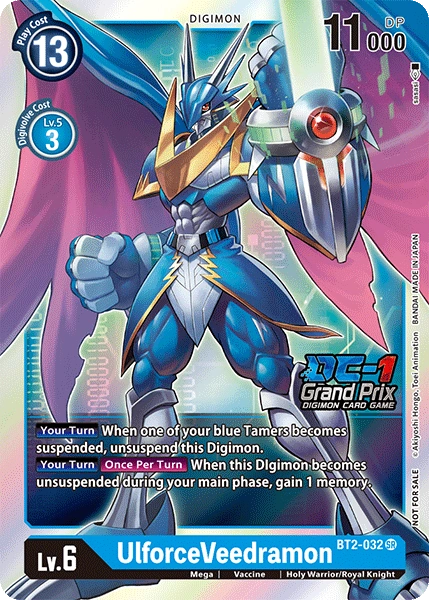 Play Cost
13
DIGIMON
11000
DP
Digivolve Cost
Lv.5
3
©Akiyoshi Hongo, Toei Animation BANDAI MADE IN JAPAN
NOT FOR SALE
DC-1
Grand Prix
DIGIMON CARD GAME
Your Turn When one of your blue Tamers becomes
suspended, unsuspend this Digimon.
Your Turn Once Per Turn When this DIgimon becomes
unsuspended during your main phase, gain 1 memory.
Lv.6
UlforceVeedramon
BT2-032 SR
Mega | Vaccine | Holy Warrior/Royal Knight